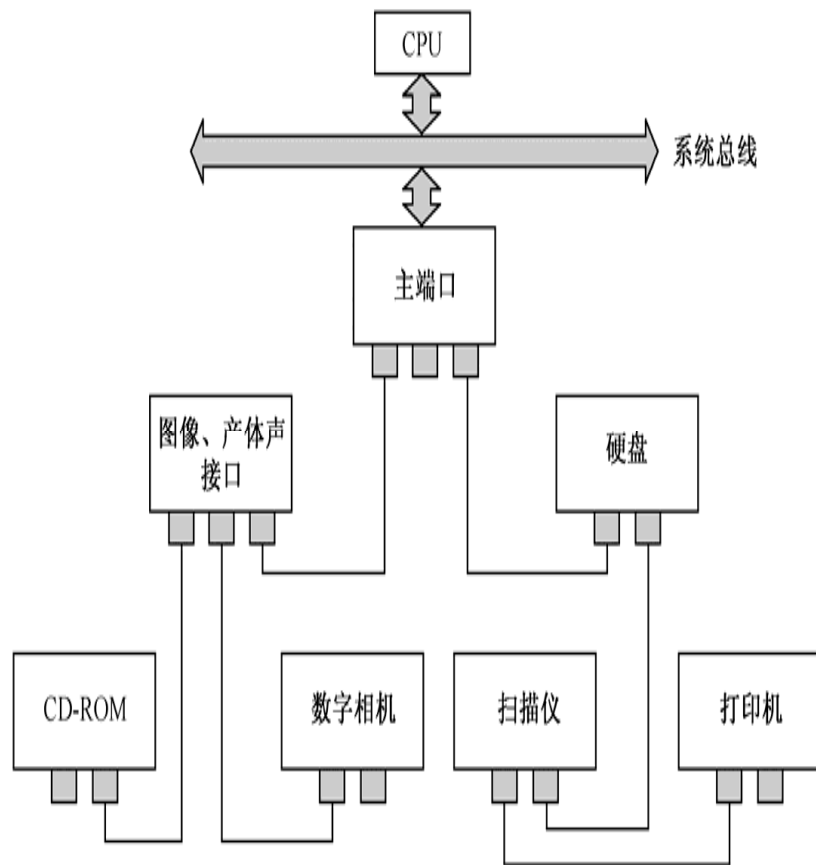 CPU
系统总线
主端口
图像、产体声
接口
硬盘
CD-ROM
数字相机
扫描仪
打印机